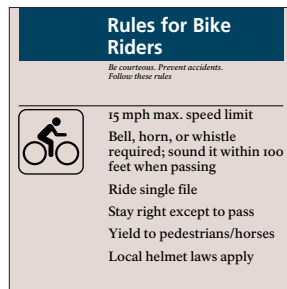 Rules for Bike
Riders
Be courteous. Prevent accidents.
Follow these rules
15 mph max. speed limit
Bell, horn, or whistle
required; sound it within 100
feet when passing
Ride single file
Stay right except to pass
Yield to pedestrians/horses
Local helmet laws apply